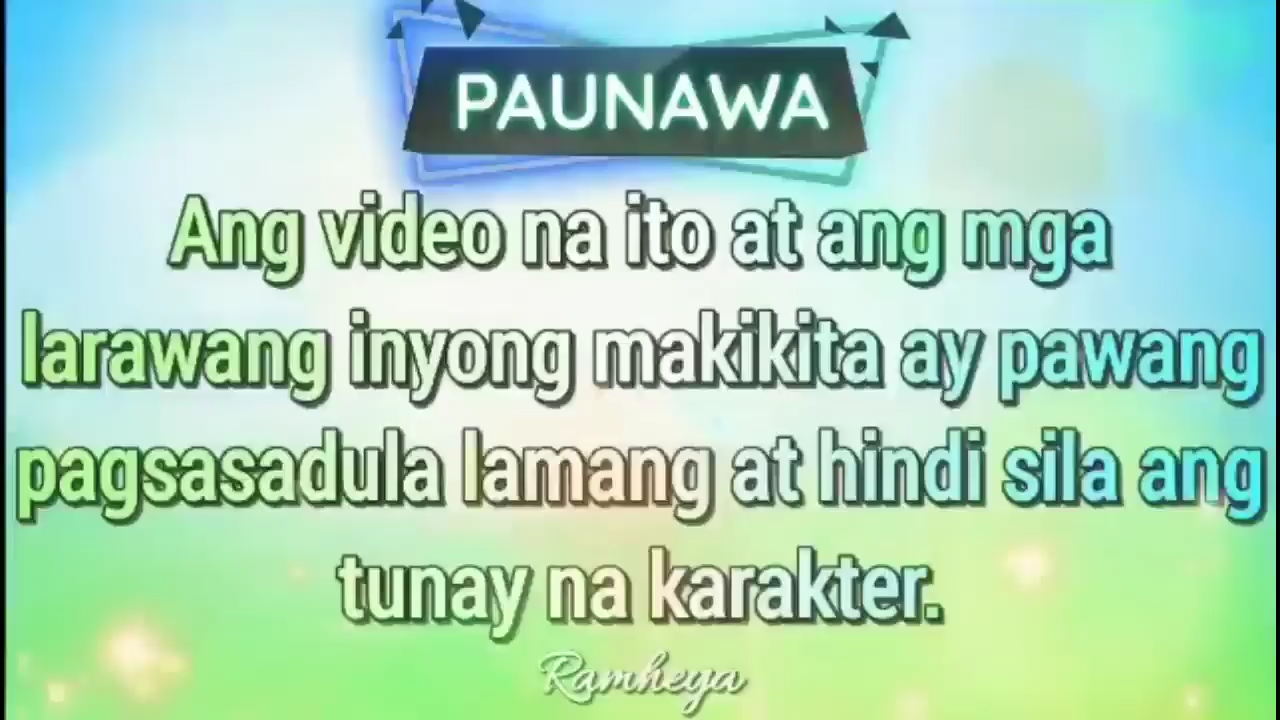 PAUNAWA
Ang video na ito at ang mga
larawang inyong makikita ay pawang
pagsasadula lamang at hindi sila ang
tunay na karakter.
Ramheya